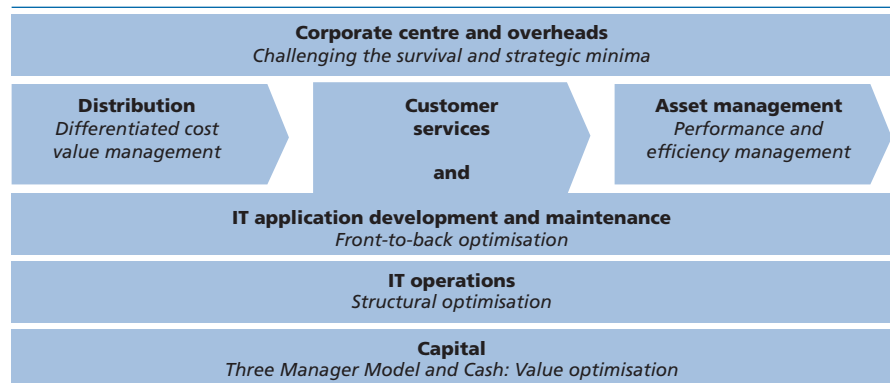 Corporate centre and overheads
Challenging the survival and strategic minima
Distribution
Differentiated cost
value management
Customer
services
and
Asset management
Performance and
efficiency management
IT application development and maintenance
Front-to-back optimisation
IT operations
Structural optimisation
Capital
Three Manager Model and Cash: Value optimisation